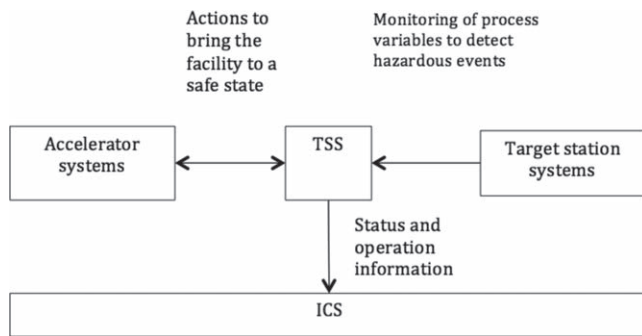 Actions to
bring the
facility to a
safe state
Monitoring of process
variables to detect
hazardous events
Accelerator
systems
TSS
Target station
systems
Status and
operation
information
ICS